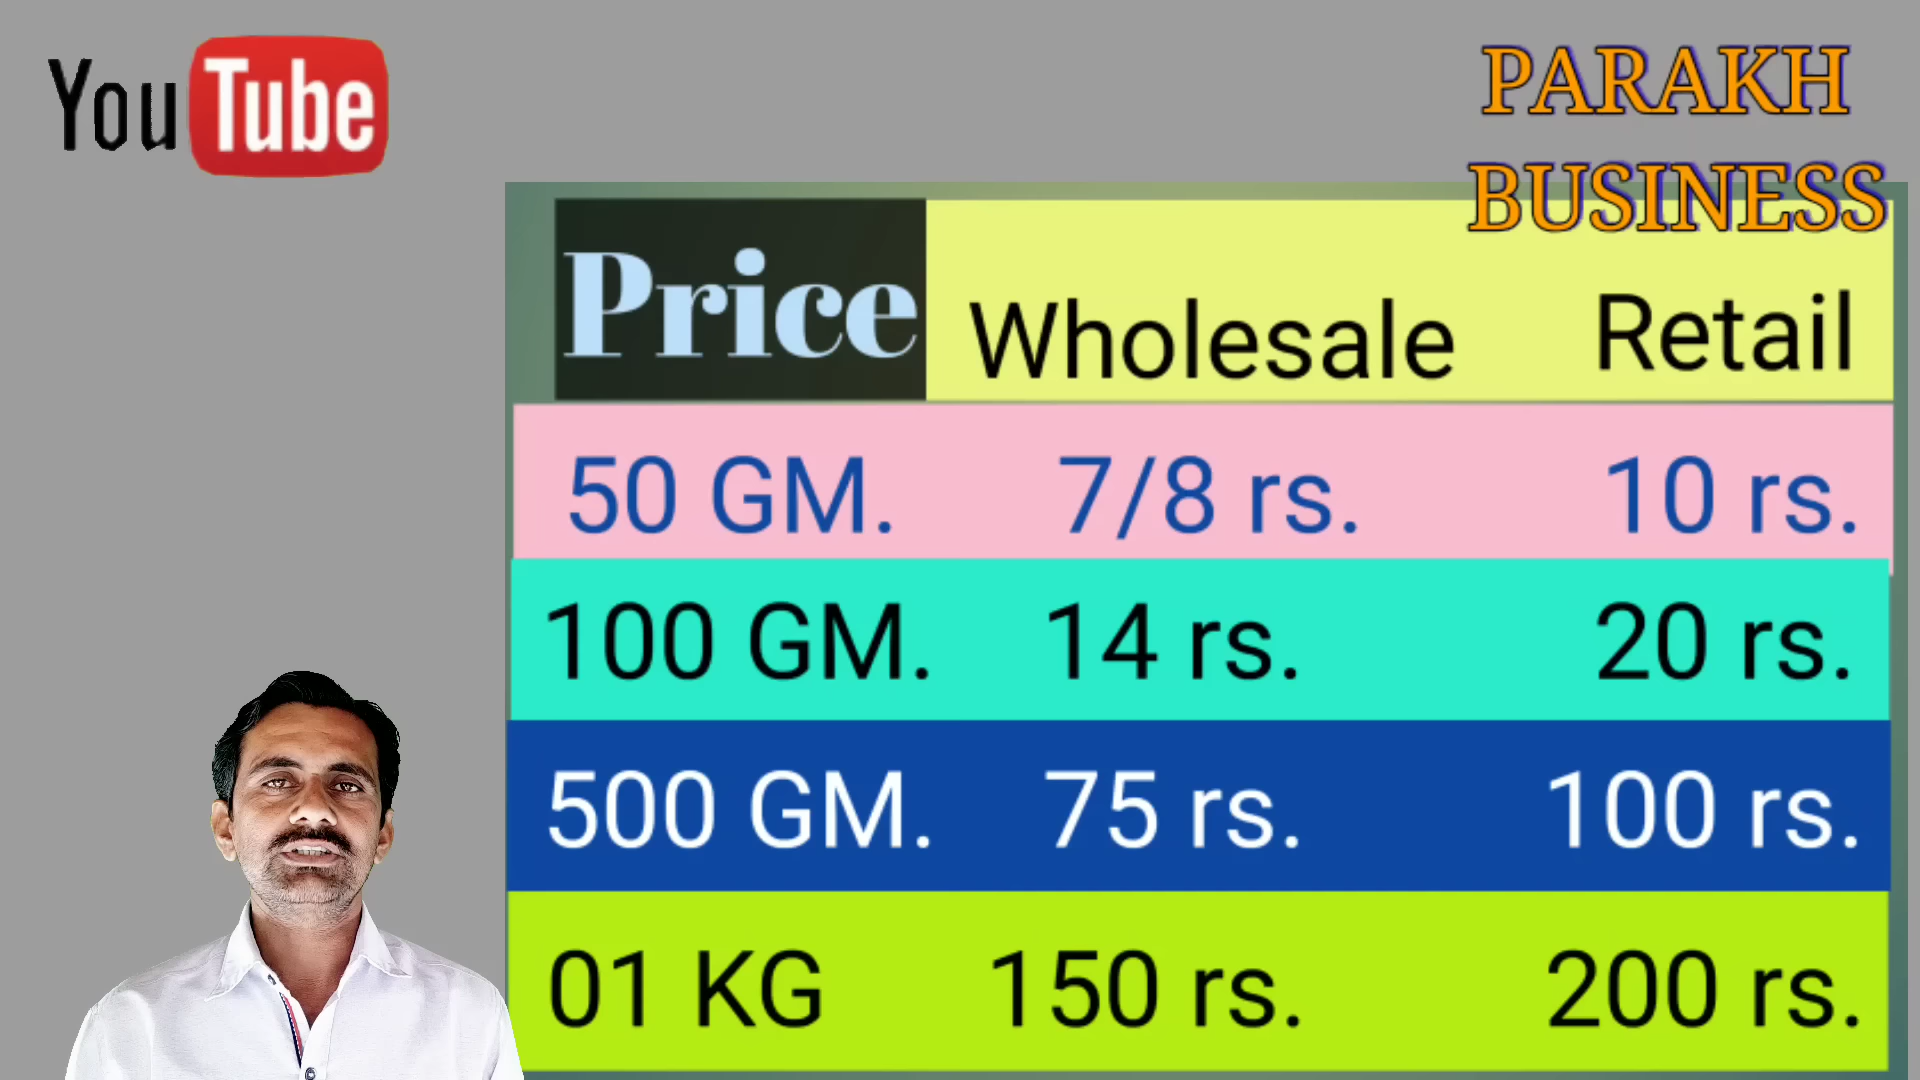 YouTube
PARAKH
BUSINESS
Price Wholesale Retail
50 GM. 7/8 rs. 10 rs.
100 GM. 14 rs. 20 rs.
500 GM. 75 rs. 100 rs.
01 KG 150 rs. 200 rs.